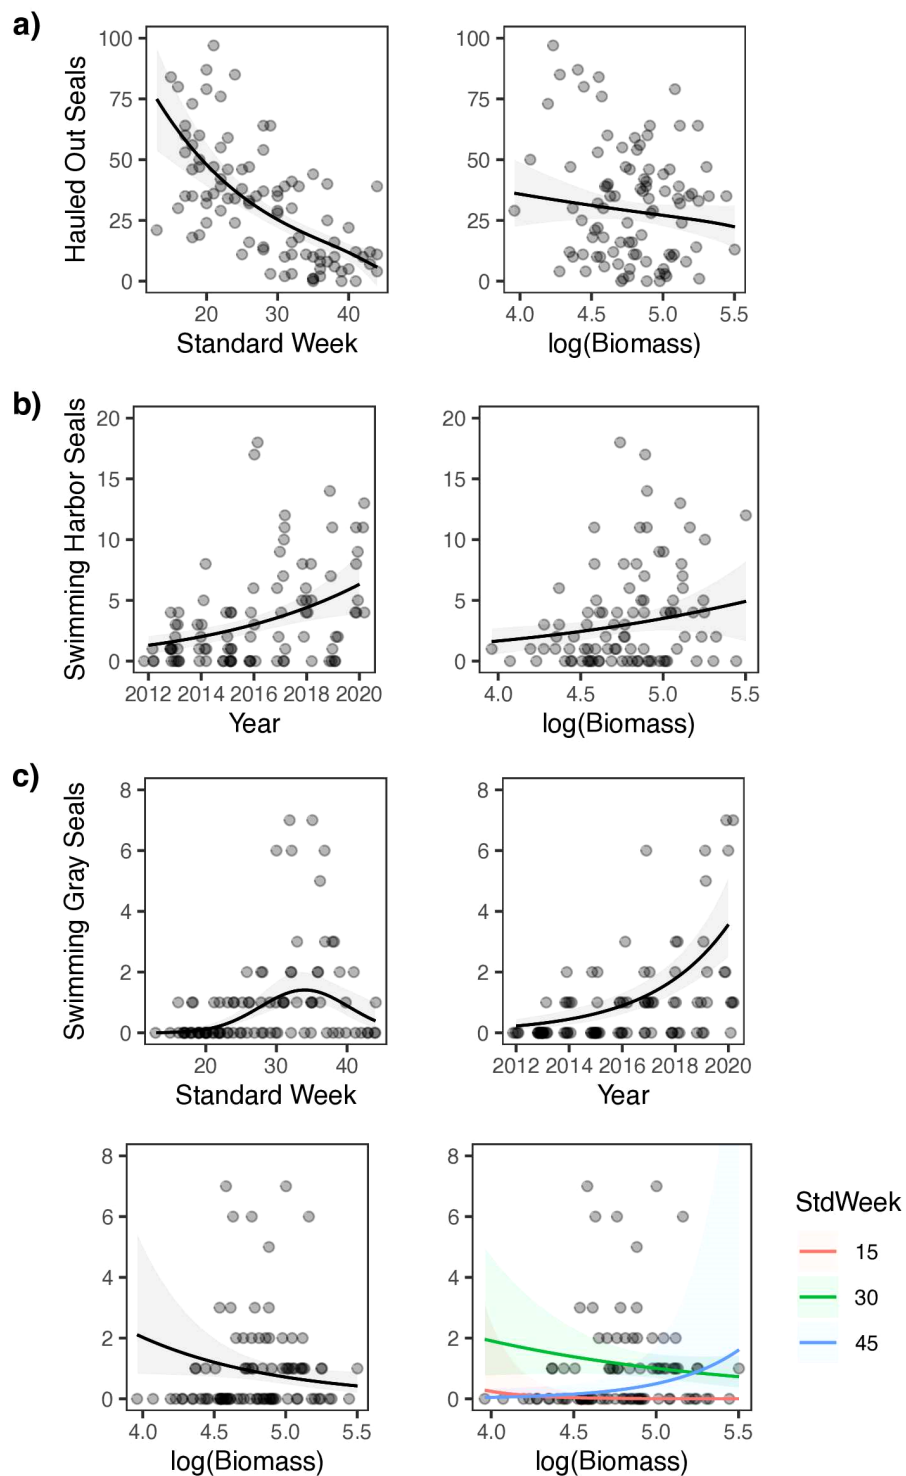 a)
Hauled Out Seals
100
75
50
25
0
20 30 40
Standard Week
100
75
50
25
0
4.0 4.5 5.0 5.5
log(Biomass)
b)
Swimming Harbor Seals
20
15
10
5
0
2012 2014 2016 2018 2020
Year
20
15
10
5
0
4.0 4.5 5.0 5.5
log(Biomass)
c)
Swimming Gray Seals
8
6
4
2
0
20 30 40
Standard Week
8
6
4
2
0
2012 2014 2016 2018 2020
Year
8
6
4
2
0
4.0 4.5 5.0 5.5
log(Biomass)
8
6
4
2
0
4.0 4.5 5.0 5.5
log(Biomass)
StdWeek
15
30
45